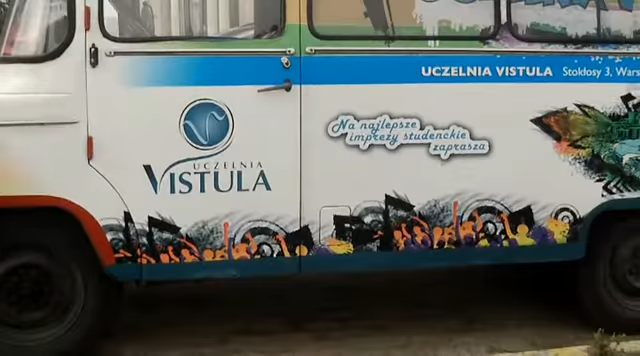 UCZELNIA VISTULA Stokłosy 3, Wars
Na najlepsze
imprezy studenckie
zaprasza
UCZELNIA
VISTULA